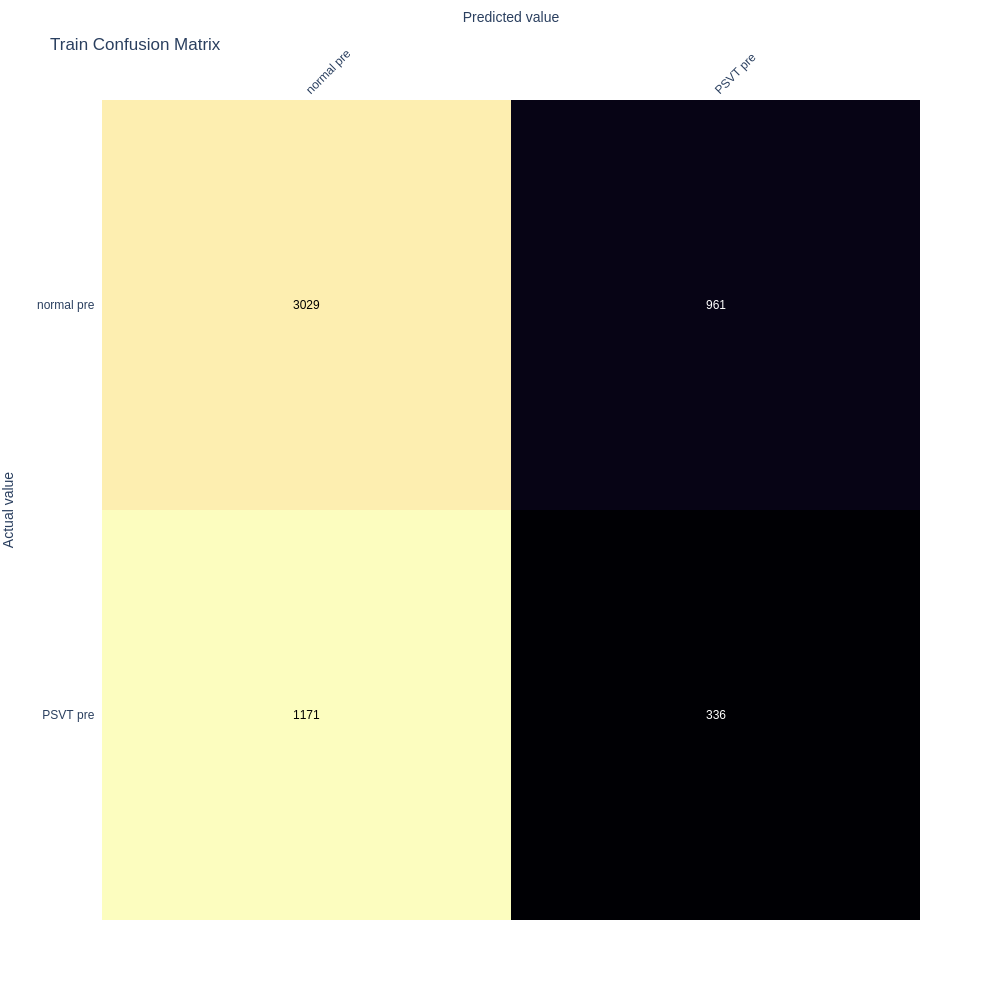 Predicted value
Train Confusion Matrix
normal pre
PSVT pre
normal pre
3029
961
Actual value
PSVT pre
1171
336